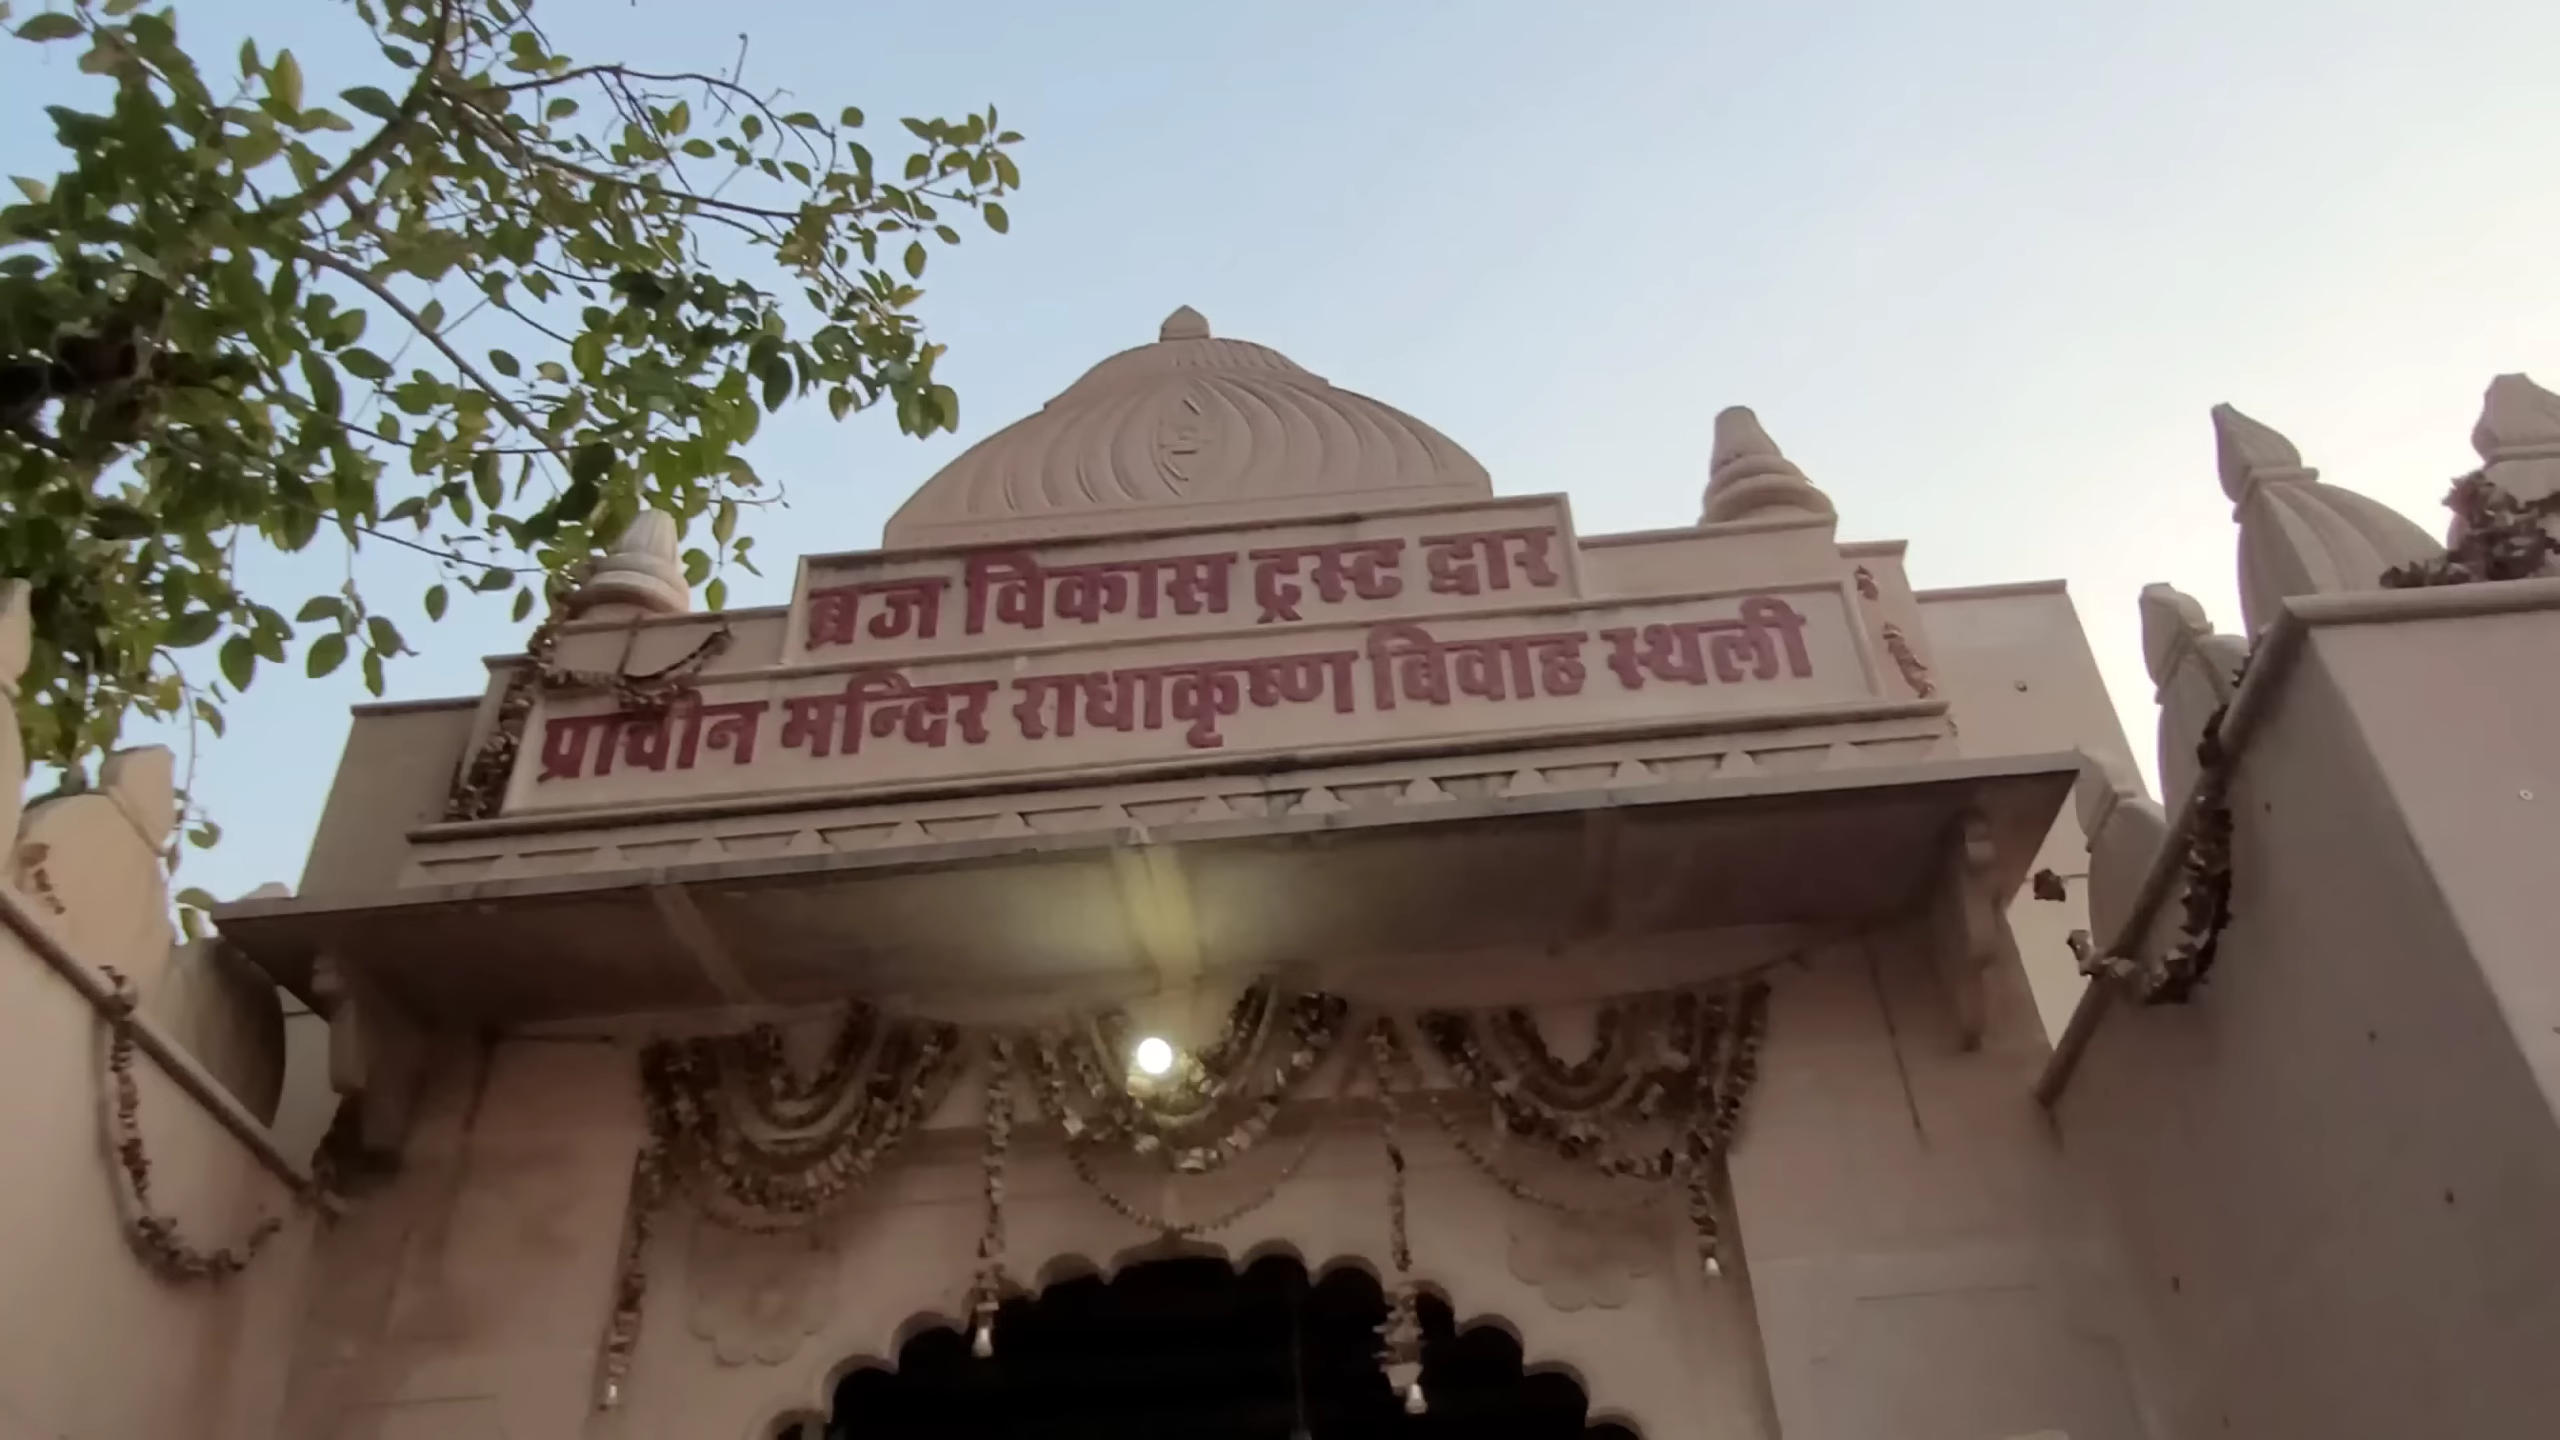 ब्रज विकास ट्रस्ट द्वार
प्राचीन मन्दिर राधाकृष्ण विवाह स्थली